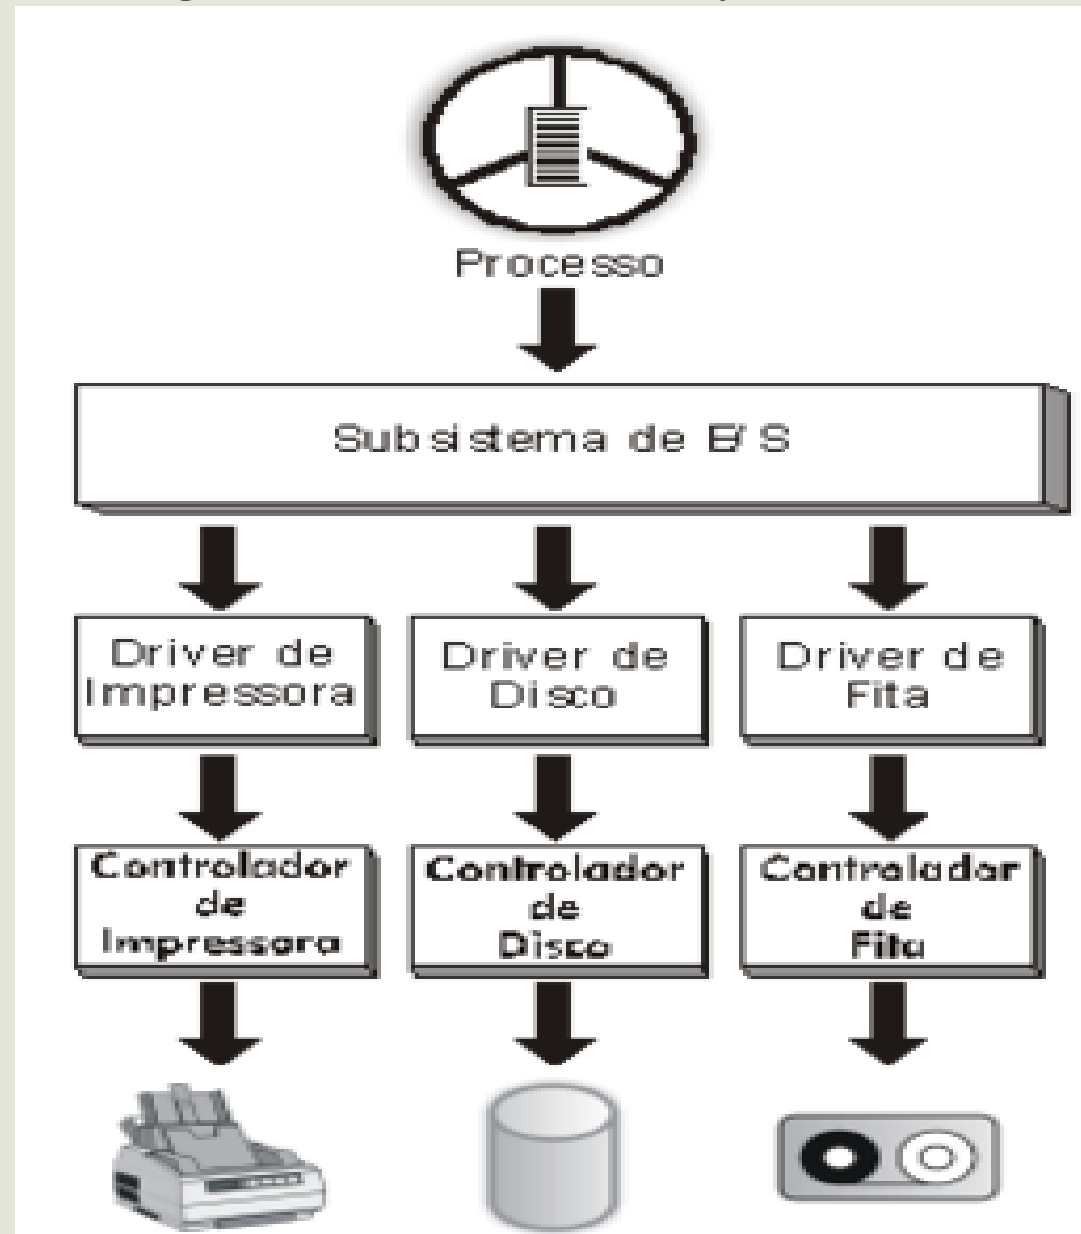 Processo
Subsistema de E/S
Driver de
Impressora
Driver de
Disco
Driver de
Fita
Controlador
de
Impressora
Controlador
de
Disco
Controlador
de
Fita